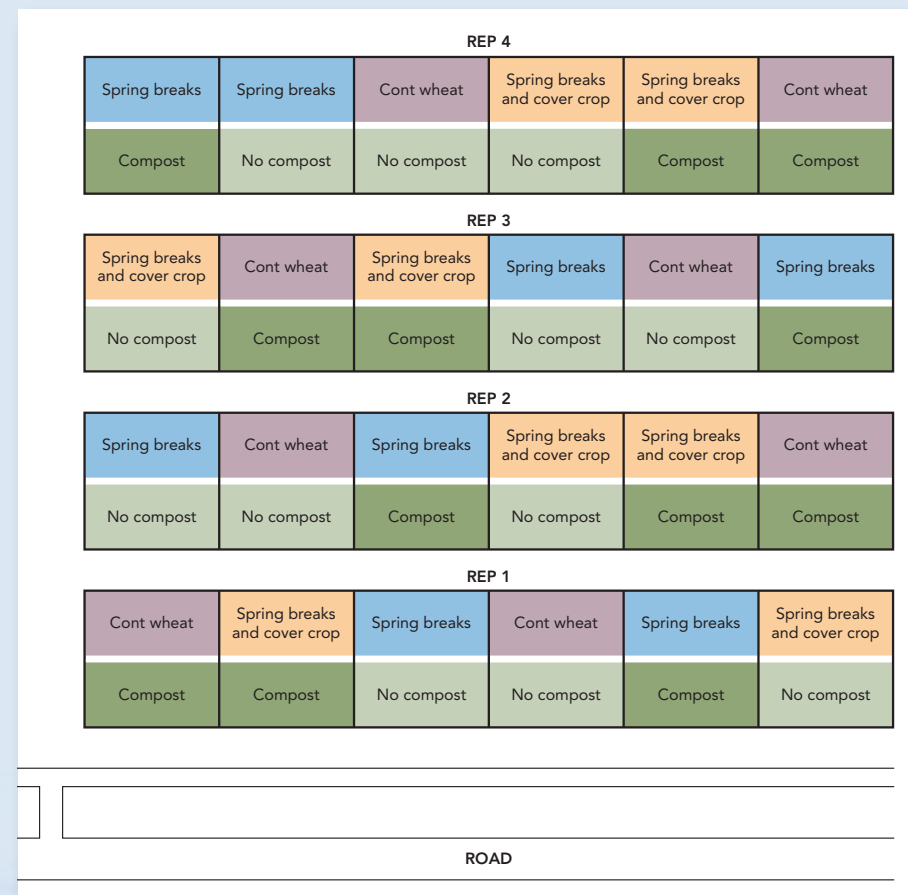 REP 4
Spring breaks
Spring breaks
Cont wheat
Spring breaks
and cover crop
Spring breaks
and cover crop
Cont wheat
Compost
No compost
No compost
No compost
Compost
Compost
REP 3
Spring breaks
and cover crop
Cont wheat
Spring breaks
and cover crop
Spring breaks
Cont wheat
Spring breaks
No compost
Compost
Compost
No compost
No compost
Compost
REP 2
Spring breaks
Cont wheat
Spring breaks
Spring breaks
and cover crop
Spring breaks
and cover crop
Cont wheat
No compost
No compost
Compost
No compost
Compost
Compost
REP 1
Cont wheat
Spring breaks
and cover crop
Spring breaks
Cont wheat
Spring breaks
Spring breaks
and cover crop
Compost
Compost
No compost
No compost
Compost
No compost
ROAD